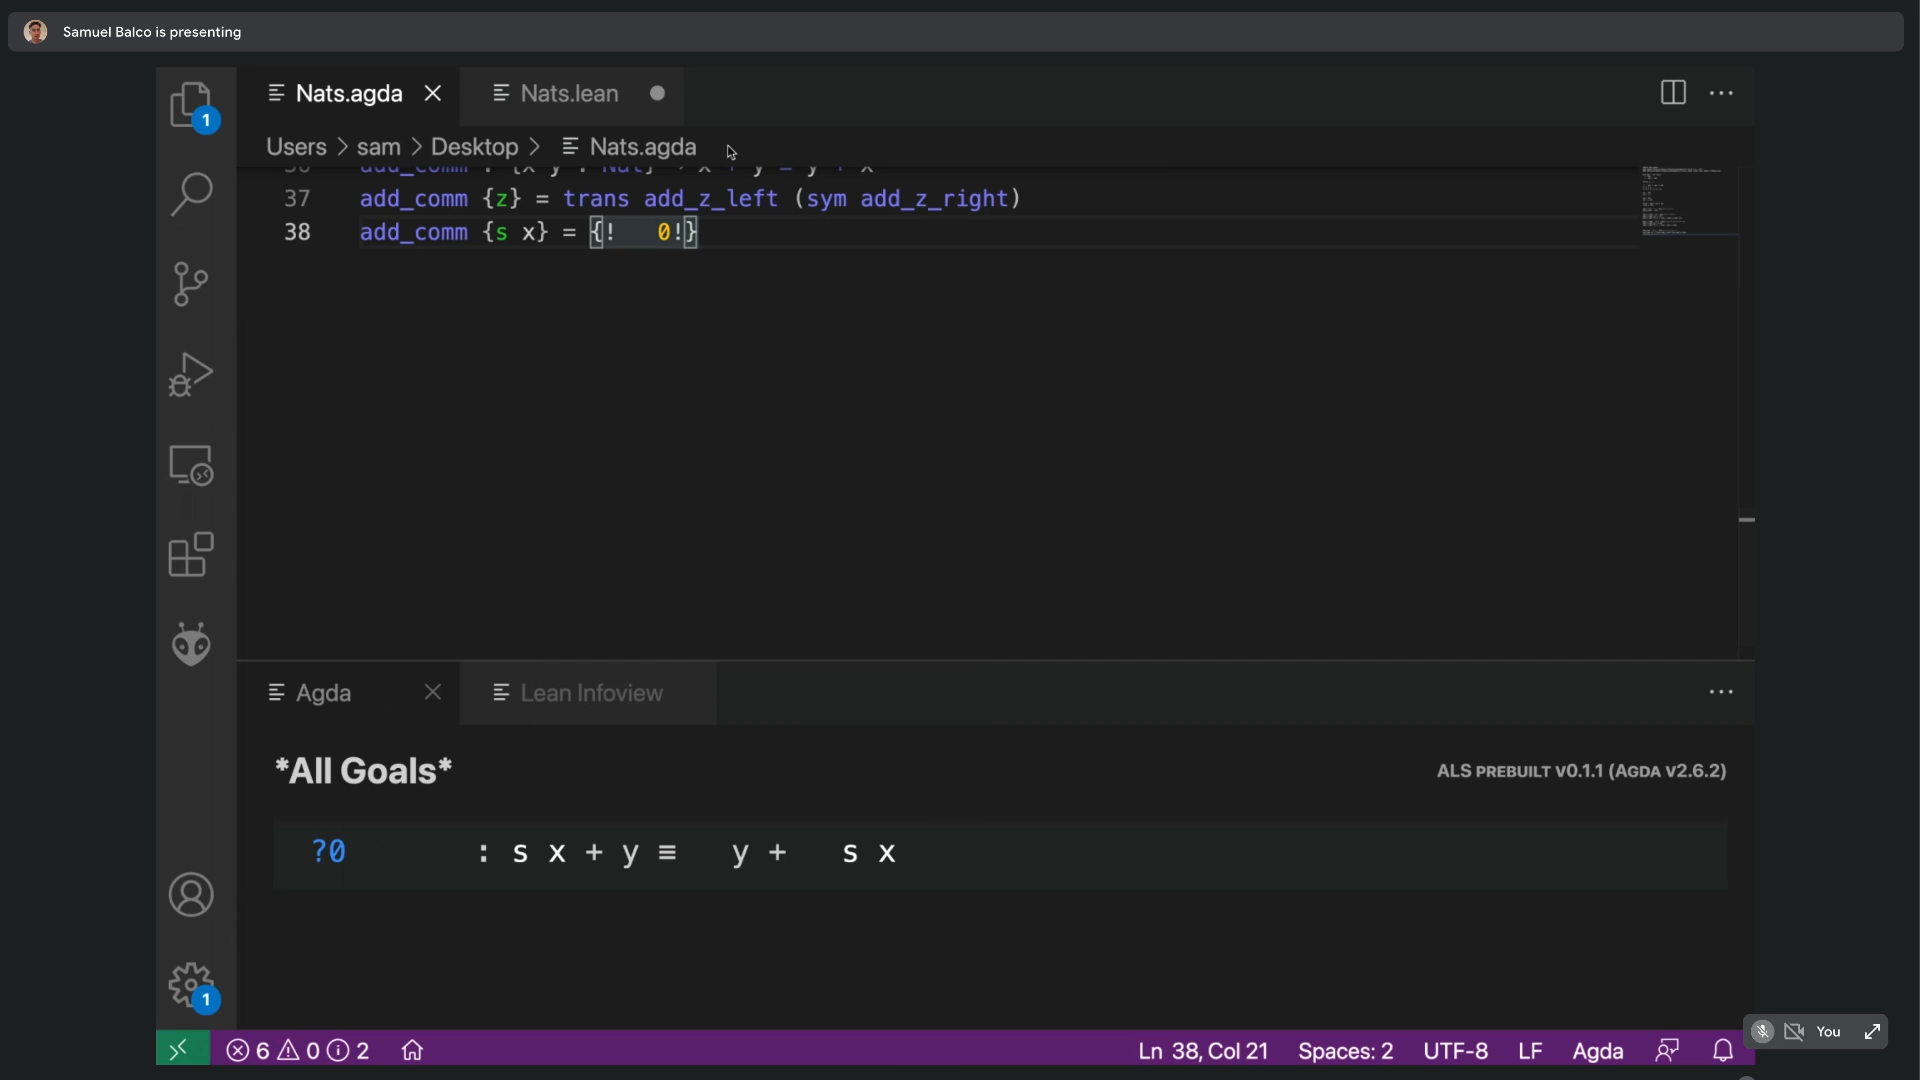 Samuel Balco is presenting
1
Nats.agda
Nats.lean
Users > sam > Desktop > Nats.agda
37 add_comm {z} = trans add_z_left (sym add_z_right)
38 add_comm {s x} = {! 0!}
Agda
Lean Infoview
*All Goals*
ALS PREBUILT V0.1.1 (AGDA V2.6.2)
?0 : s x + y ≡ y + s x
1
6 0 2
Ln 38, Col 21
Spaces: 2
UTF-8
LF
Agda
You